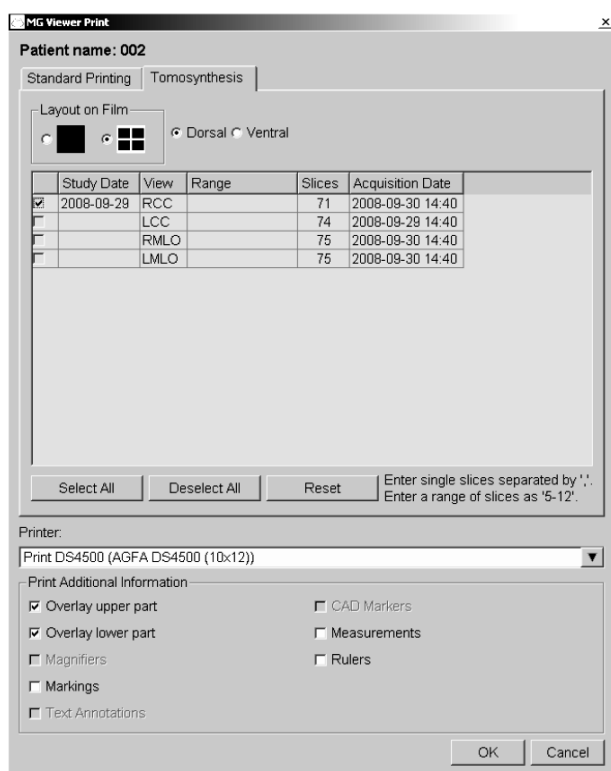 MG Viewer Print
Patient name: 002
Standard Printing Tomosynthesis
Layout on Film
Dorsal Ventral
Study Date View Range Slices Acquisition Date
2008-09-29 RCC 71 2008-09-30 14:40
LCC 74 2008-09-29 14:40
RMLO 75 2008-09-30 14:40
LMLO 75 2008-09-30 14:40
Select All Deselect All Reset
Enter single slices separated by ','.
Enter a range of slices as '5-12'.
Printer:
Print DS4500 (AGFA DS4500 (10x12))
Print Additional Information
Overlay upper part CAD Markers
Overlay lower part Measurements
Magnifiers Rulers
Markings
Text Annotations
OK Cancel